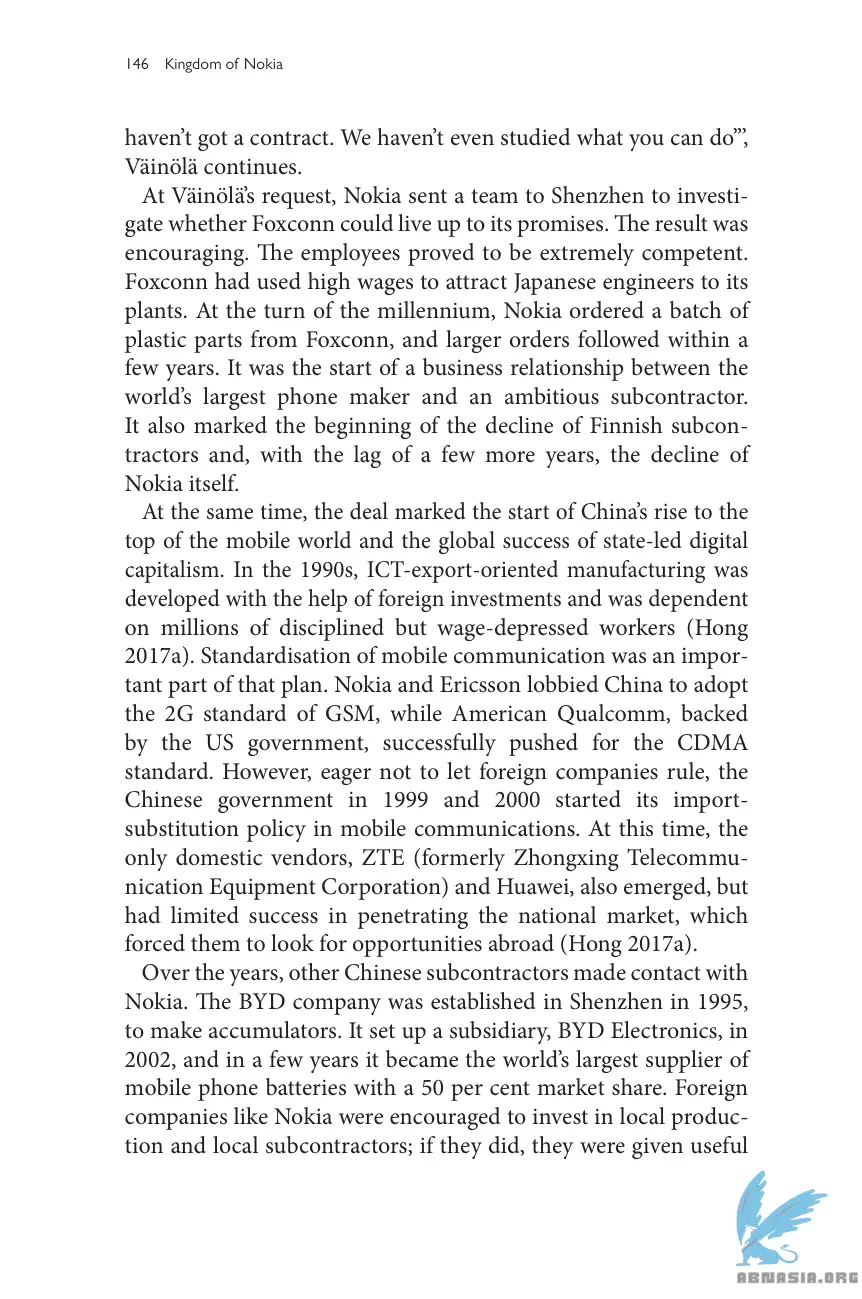 146 Kingdom of Nokia
haven’t got a contract. We haven’t even studied what you can do”’,
Väinölä continues.
At Väinölä’s request, Nokia sent a team to Shenzhen to investi-
gate whether Foxconn could live up to its promises. The result was
encouraging. The employees proved to be extremely competent.
Foxconn had used high wages to attract Japanese engineers to its
plants. At the turn of the millennium, Nokia ordered a batch of
plastic parts from Foxconn, and larger orders followed within a
few years. It was the start of a business relationship between the
world’s largest phone maker and an ambitious subcontractor.
It also marked the beginning of the decline of Finnish subcon-
tractors and, with the lag of a few more years, the decline of
Nokia itself.
At the same time, the deal marked the start of China’s rise to the
top of the mobile world and the global success of state-led digital
capitalism. In the 1990s, ICT-export-oriented manufacturing was
developed with the help of foreign investments and was dependent
on millions of disciplined but wage-depressed workers (Hong
2017a). Standardisation of mobile communication was an impor-
tant part of that plan. Nokia and Ericsson lobbied China to adopt
the 2G standard of GSM, while American Qualcomm, backed
by the US government, successfully pushed for the CDMA
standard. However, eager not to let foreign companies rule, the
Chinese government in 1999 and 2000 started its import-
substitution policy in mobile communications. At this time, the
only domestic vendors, ZTE (formerly Zhongxing Telecommu-
nication Equipment Corporation) and Huawei, also emerged, but
had limited success in penetrating the national market, which
forced them to look for opportunities abroad (Hong 2017a).
Over the years, other Chinese subcontractors made contact with
Nokia. The BYD company was established in Shenzhen in 1995,
to make accumulators. It set up a subsidiary, BYD Electronics, in
2002, and in a few years it became the world’s largest supplier of
mobile phone batteries with a 50 per cent market share. Foreign
companies like Nokia were encouraged to invest in local produc-
tion and local subcontractors; if they did, they were given useful
ABNASIA.ORG